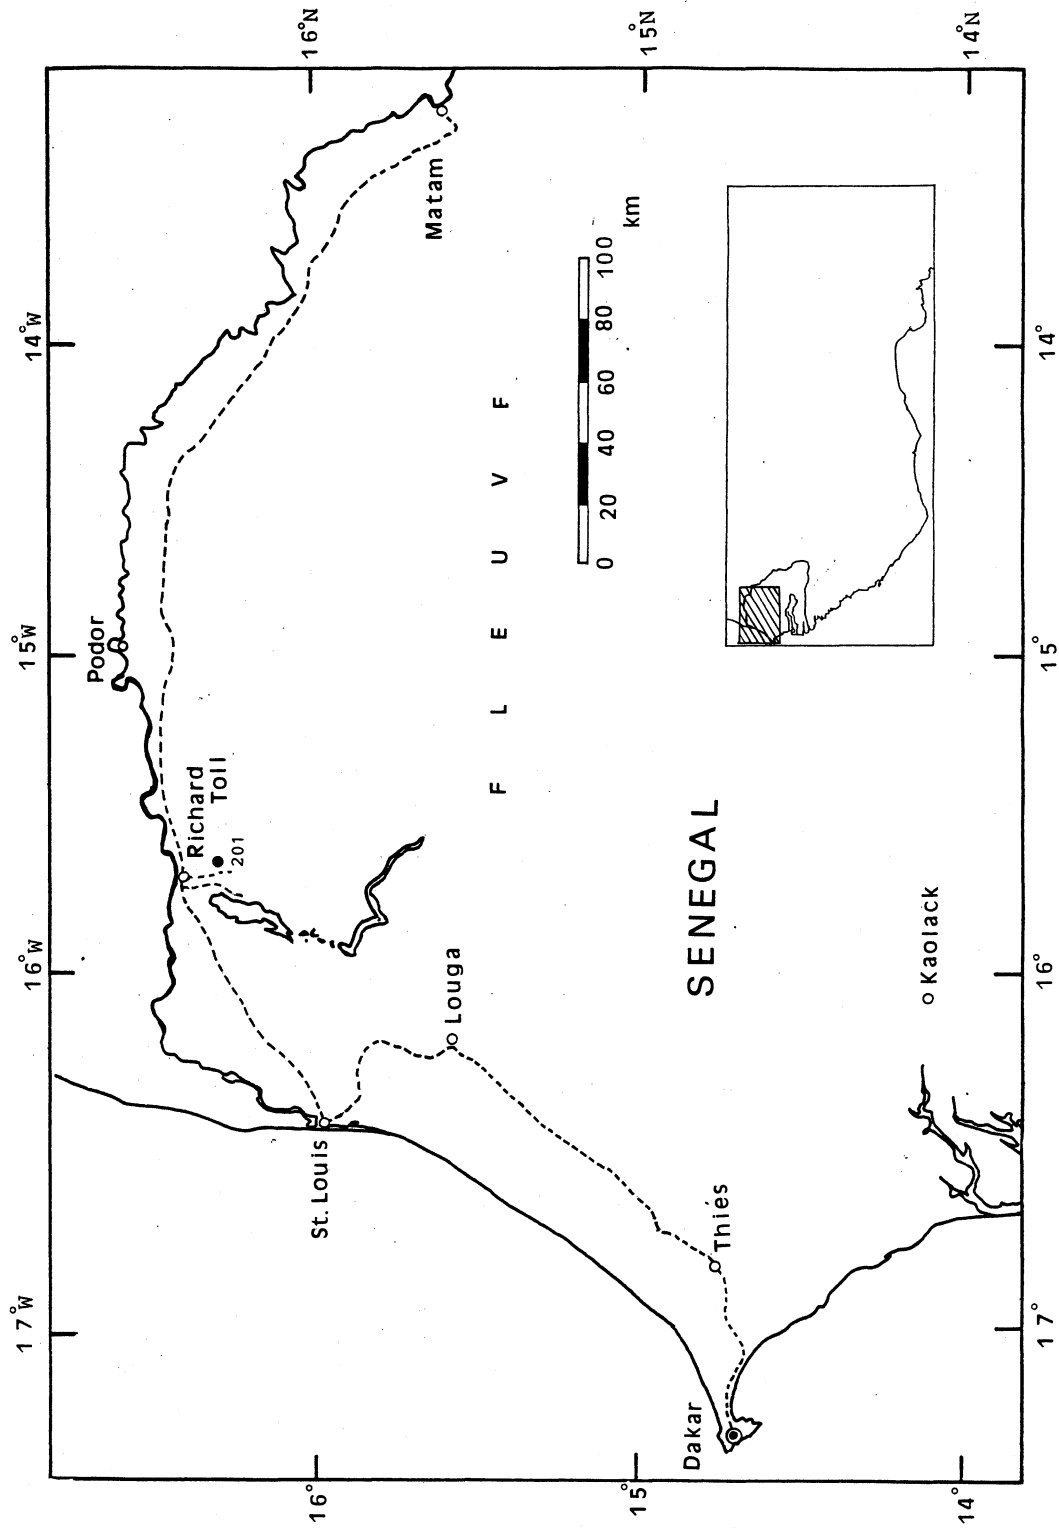 17°W 16°W 15°W 14°W
Podor
Richard
Toll
201
16° 16°N
St. Louis
Matam
Louga
F L E U V F
0 20 40 60 80 100
km
15° 15°N
Dakar
SENEGAL
Thiés
Kaolack
14° 14°N
17° 16° 15° 14°